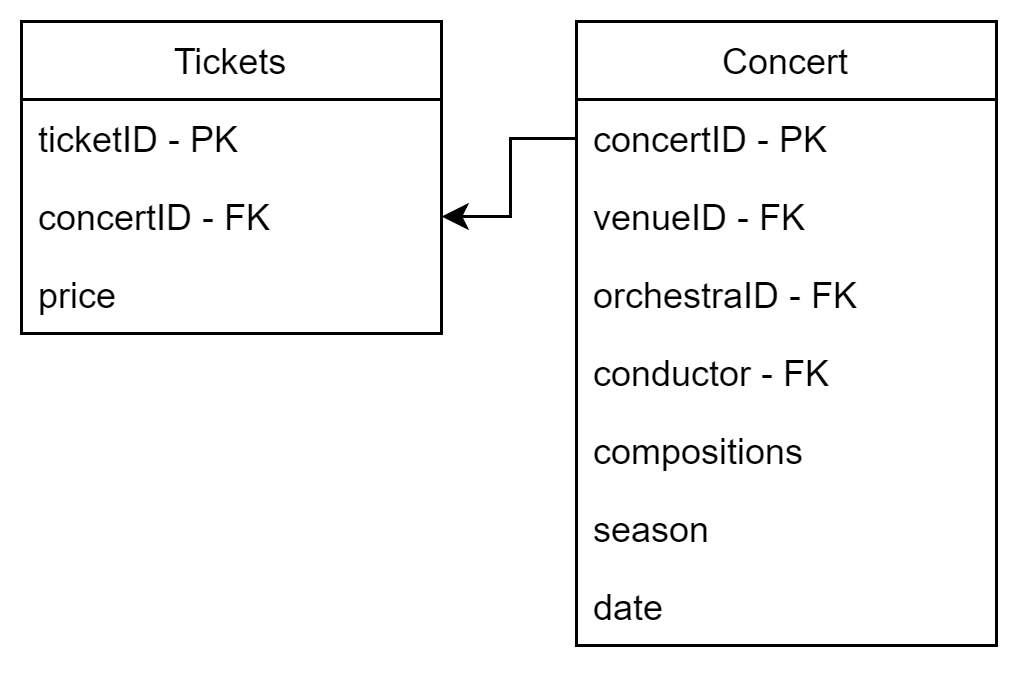 Tickets
ticketID - PK
concertID - FK
price
Concert
concertID - PK
venueID - FK
orchestraID - FK
conductor - FK
compositions
season
date